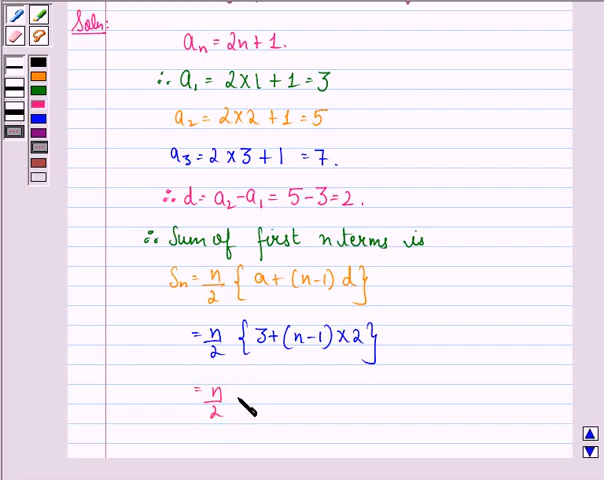 Soln:
an = 2n + 1.
∴ a₁ = 2×1 + 1 = 3
a₂ = 2×2 + 1 = 5
a₃ = 2×3 + 1 = 7.
∴ d = a₂ - a₁ = 5 - 3 = 2.
∴ Sum of first n terms is
Sn = n/2 { a + (n-1) d }
= n/2 { 3 + (n-1) × 2 }
= n/2